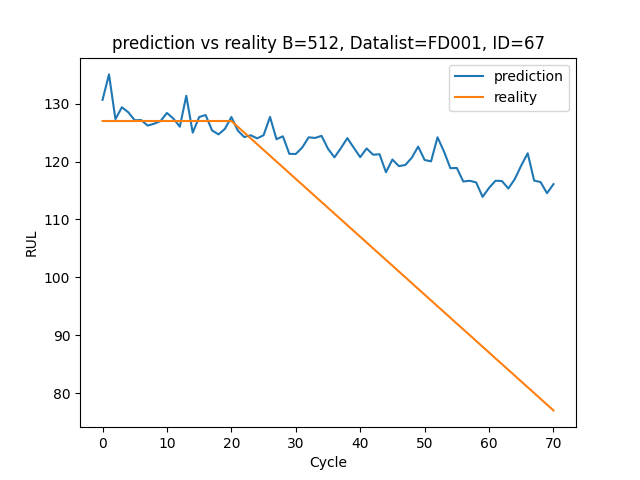 prediction vs reality B=512, Datalist=FD001, ID=67
prediction
reality
RUL
130
120
110
100
90
80
0 10 20 30 40 50 60 70
Cycle